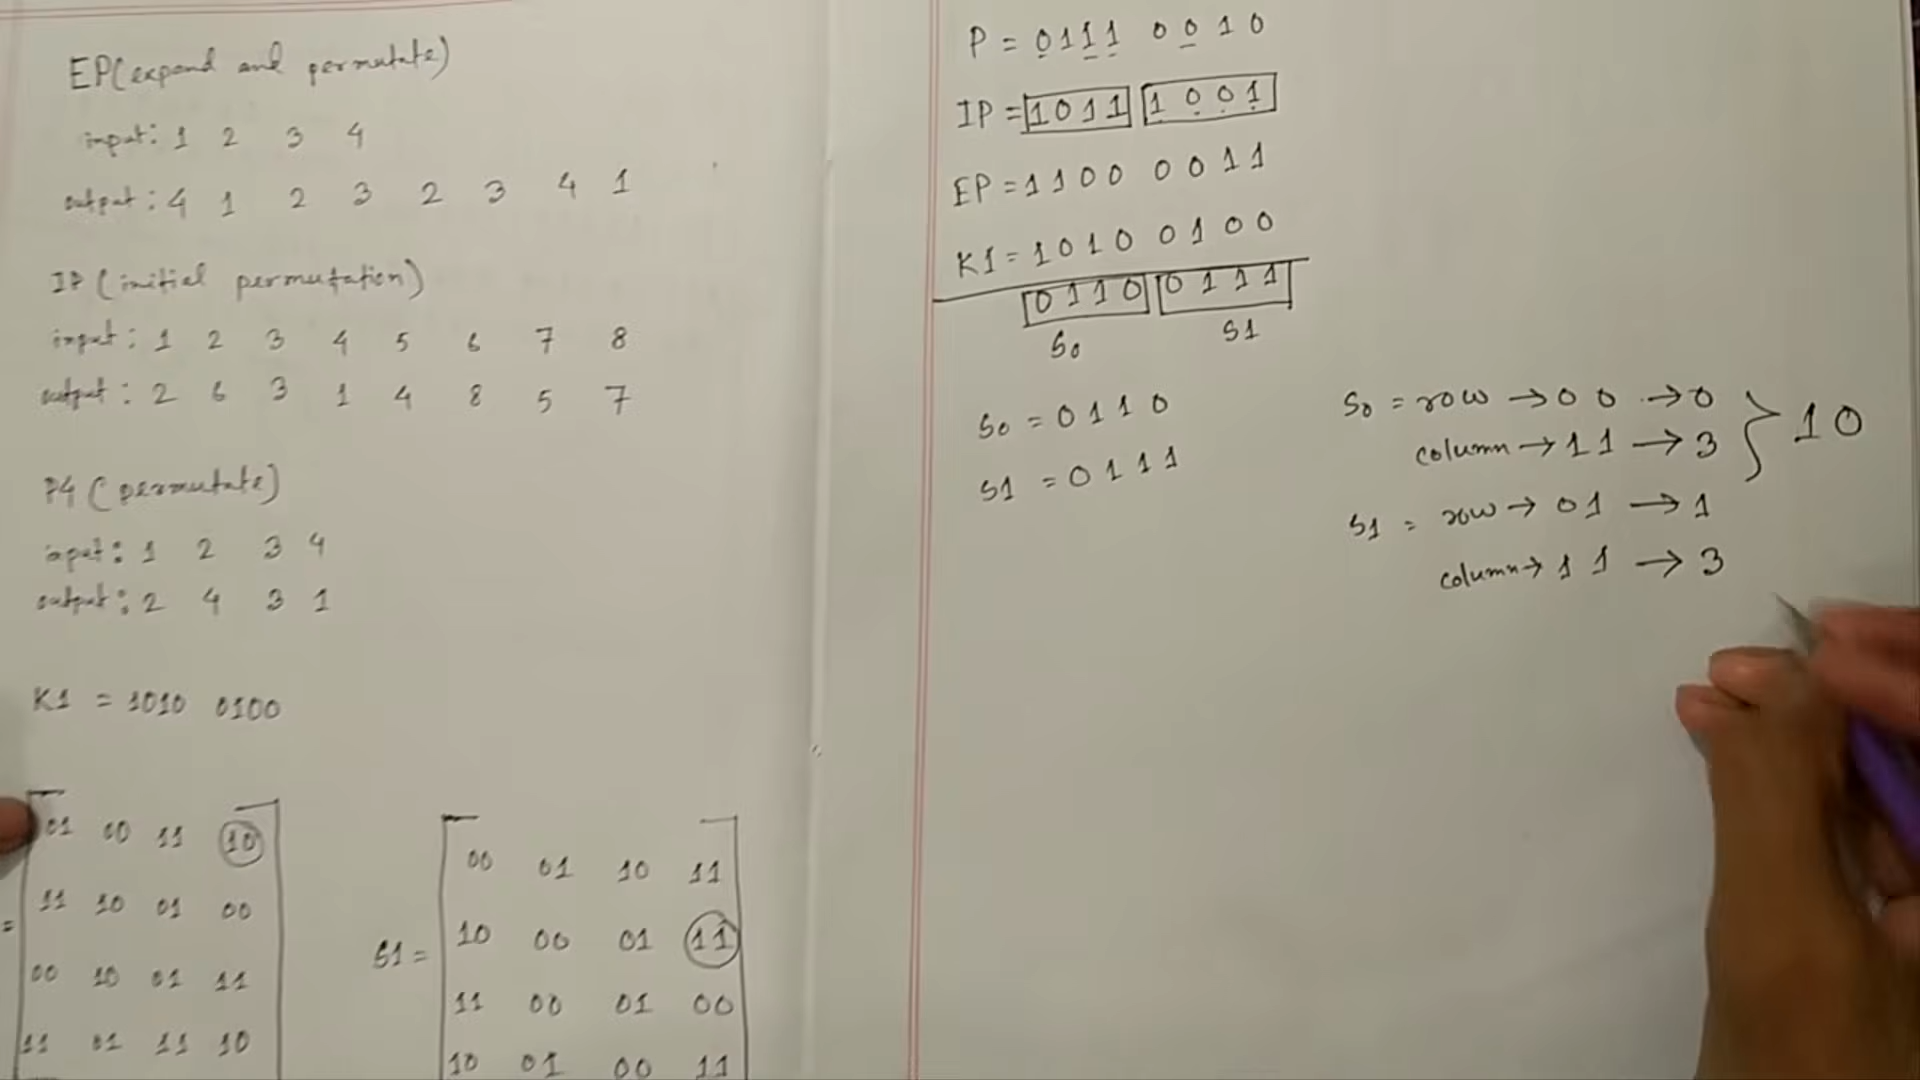 EP(expand and permutate)
input: 1 2 3 4
output: 4 1 2 3 2 3 4 1
IP (initial permutation)
input: 1 2 3 4 5 6 7 8
output: 2 6 3 1 4 8 5 7
P4 (permutate)
input: 1 2 3 4
output: 2 4 3 1
K1 = 1010 0100
01 00 11 10
11 10 01 00
=
00 10 01 11
11 01 11 10
00 01 10 11
10 00 01 11
S1 =
11 00 01 00
10 01 00 11
P = 0111 0010
IP = 1011 1001
EP = 1100 0011
K1 = 1010 0100
0110 0111
S0 S1
S0 = 0110
S1 = 0111
S0 = row → 00 → 0
column → 11 → 3
} 10
S1 = row → 01 → 1
column → 11 → 3